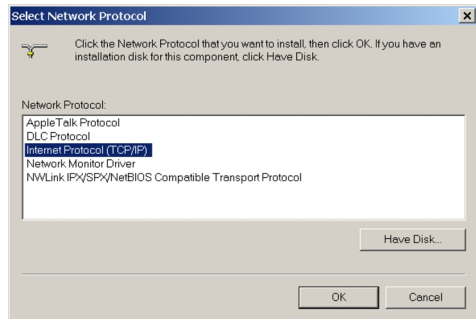 Select Network Protocol
Click the Network Protocol that you want to install, then click OK. If you have an
installation disk for this component, click Have Disk.
Network Protocol:
AppleTalk Protocol
DLC Protocol
Internet Protocol (TCP/IP)
Network Monitor Driver
NWLink IPX/SPX/NetBIOS Compatible Transport Protocol
Have Disk...
OK
Cancel